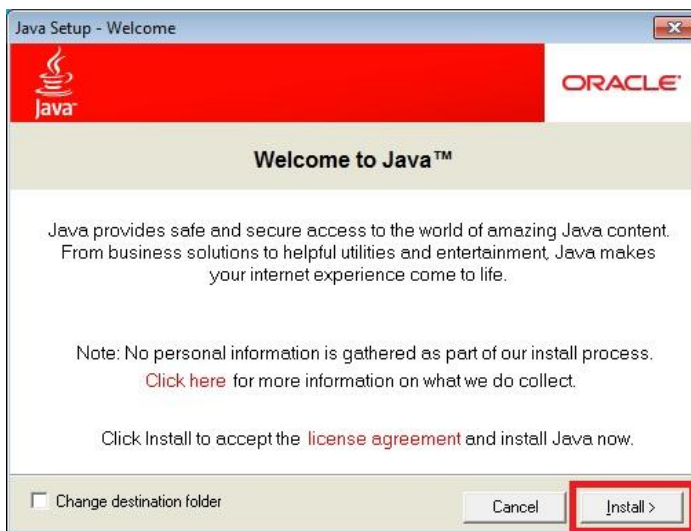 Java Setup - Welcome
Java™
ORACLE®
Welcome to Java™
Java provides safe and secure access to the world of amazing Java content.
From business solutions to helpful utilities and entertainment, Java makes
your internet experience come to life.
Note: No personal information is gathered as part of our install process.
Click here for more information on what we do collect.
Click Install to accept the license agreement and install Java now.
Change destination folder
Cancel
Install >